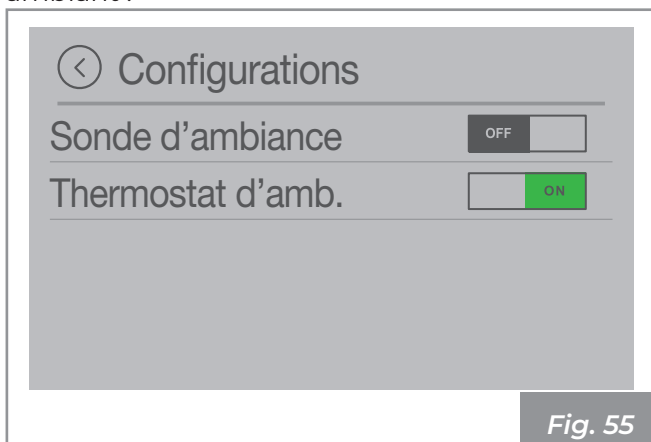 Configurations
Sonde d’ambiance OFF
Thermostat d’amb. ON
Fig. 55